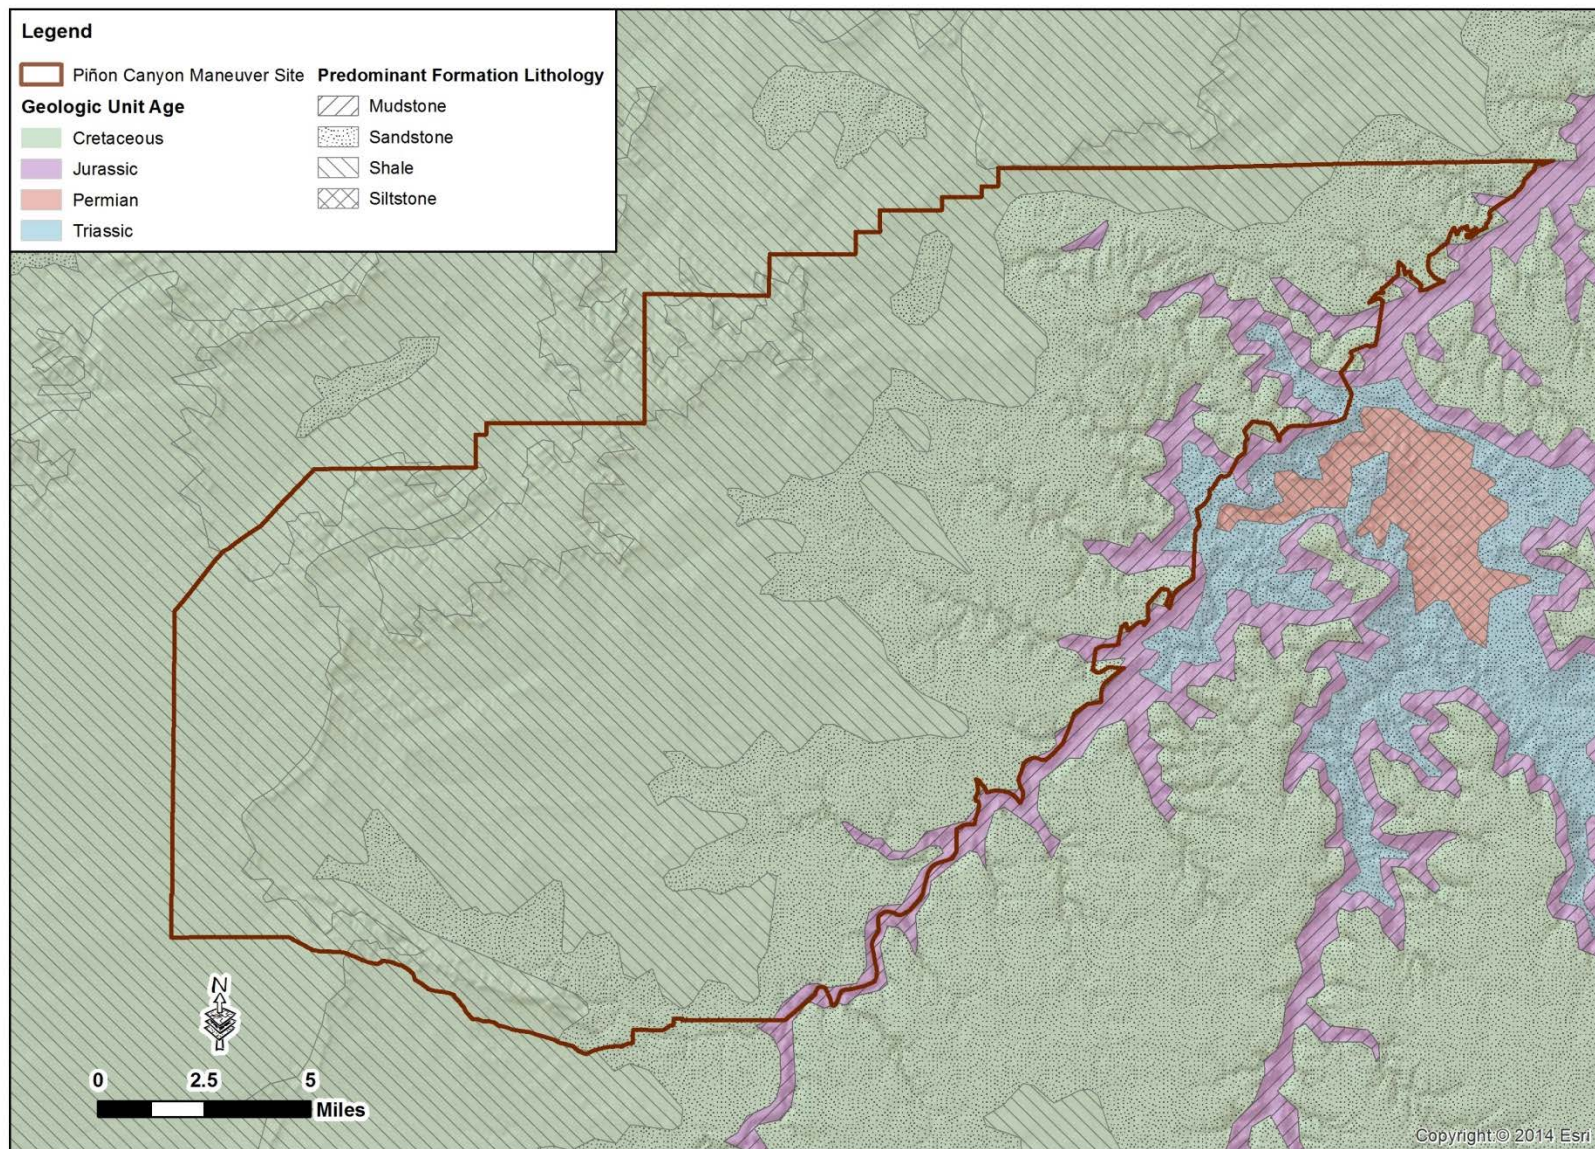 Legend
Piñon Canyon Maneuver Site
Geologic Unit Age
Cretaceous
Jurassic
Permian
Triassic
Predominant Formation Lithology
Mudstone
Sandstone
Shale
Siltstone
N
0 2.5 5
Miles
Copyright:© 2014 Esri